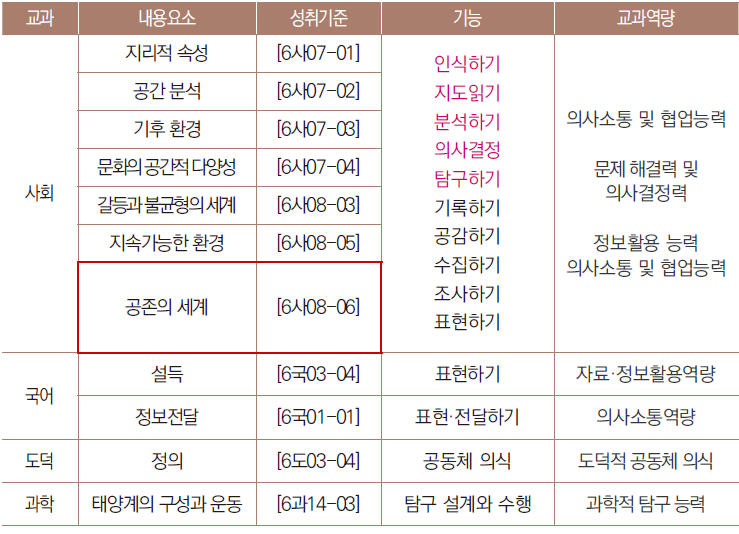 교과 내용요소 성취기준 기능 교과역량
사회
지리적 속성 [6사07-01]
공간 분석 [6사07-02]
기후 환경 [6사07-03]
문화의 공간적 다양성 [6사07-04]
갈등과 불균형의 세계 [6사08-03]
지속가능한 환경 [6사08-05]
공존의 세계 [6사08-06]
인식하기
지도읽기
분석하기
의사결정
탐구하기
기록하기
공감하기
수집하기
조사하기
표현하기
의사소통 및 협업능력
문제 해결력 및
의사결정력
정보활용 능력
의사소통 및 협업능력
국어
설득 [6국03-04] 표현하기 자료·정보활용역량
정보전달 [6국01-01] 표현·전달하기 의사소통역량
도덕 정의 [6도03-04] 공동체 의식 도덕적 공동체 의식
과학 태양계의 구성과 운동 [6과14-03] 탐구 설계와 수행 과학적 탐구 능력